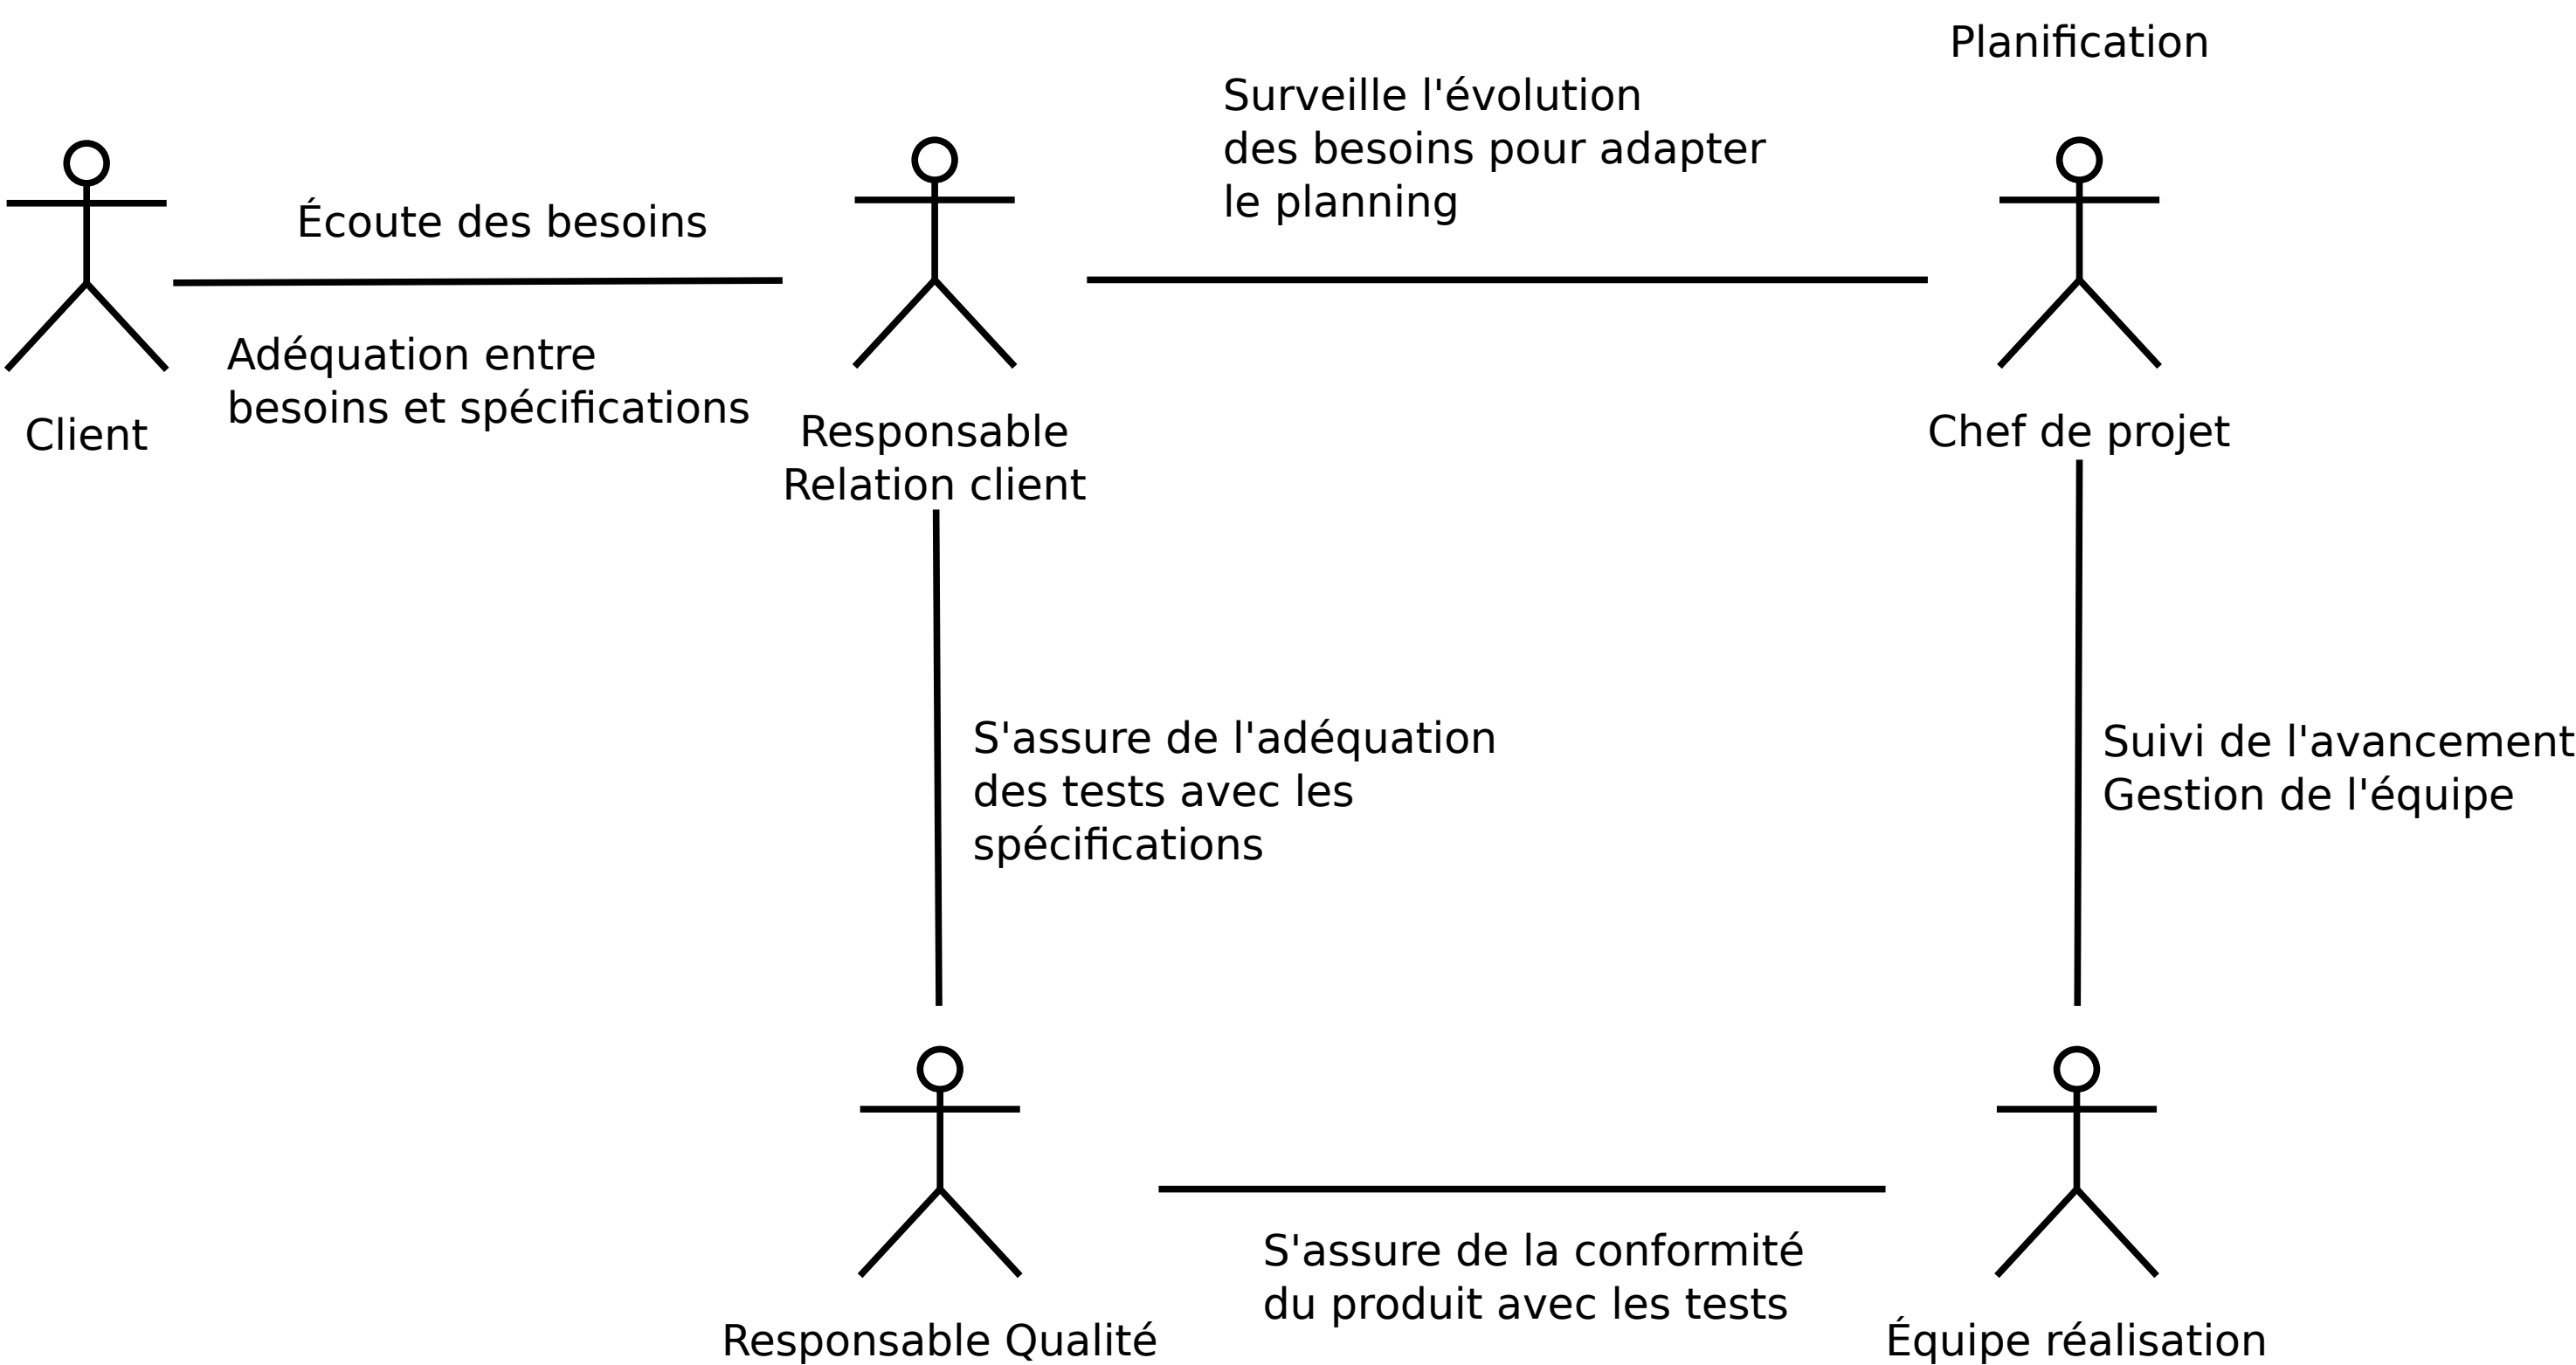 Planification
Surveille l'évolution
des besoins pour adapter
le planning
Écoute des besoins
Adéquation entre
besoins et spécifications
Client
Responsable
Relation client
Chef de projet
S'assure de l'adéquation
des tests avec les
spécifications
Suivi de l'avancement
Gestion de l'équipe
S'assure de la conformité
du produit avec les tests
Responsable Qualité
Équipe réalisation